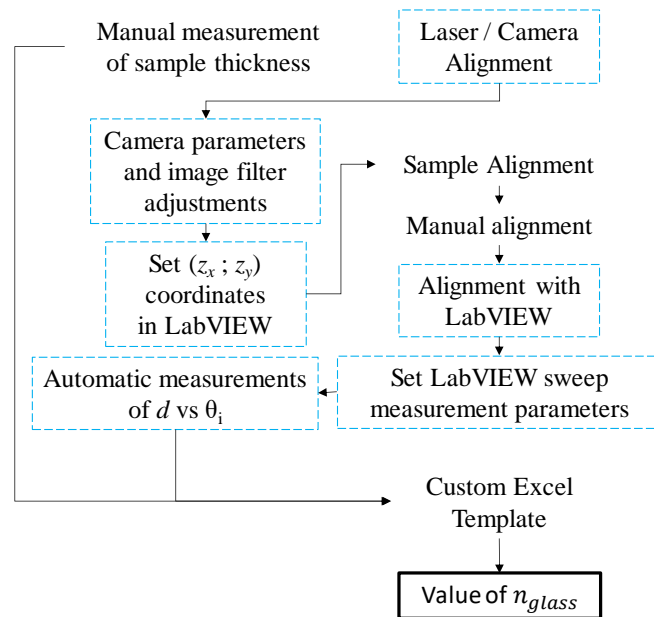 Manual measurement
of sample thickness
Laser / Camera
Alignment
Camera parameters
and image filter
adjustments
Sample Alignment
Manual alignment
Set (zₓ ; z_y)
coordinates
in LabVIEW
Alignment with
LabVIEW
Automatic measurements
of d vs θᵢ
Set LabVIEW sweep
measurement parameters
Custom Excel
Template
Value of n_glass